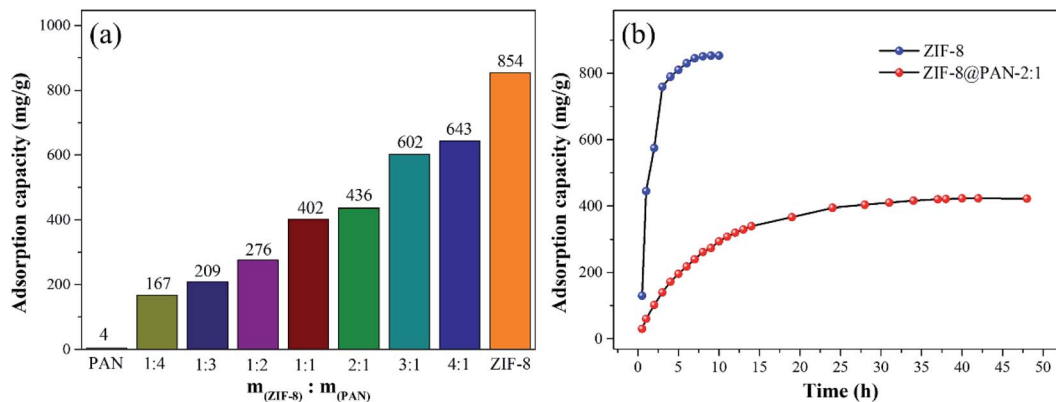 (a)
Adsorption capacity (mg/g)
1000
800
600
400
200
0
4
167
209
276
402
436
602
643
854
PAN 1:4 1:3 1:2 1:1 2:1 3:1 4:1 ZIF-8
m(ZIF-8) : m(PAN)
(b)
Adsorption capacity (mg/g)
800
600
400
200
0
ZIF-8
ZIF-8@PAN-2:1
0 5 10 15 20 25 30 35 40 45 50
Time (h)